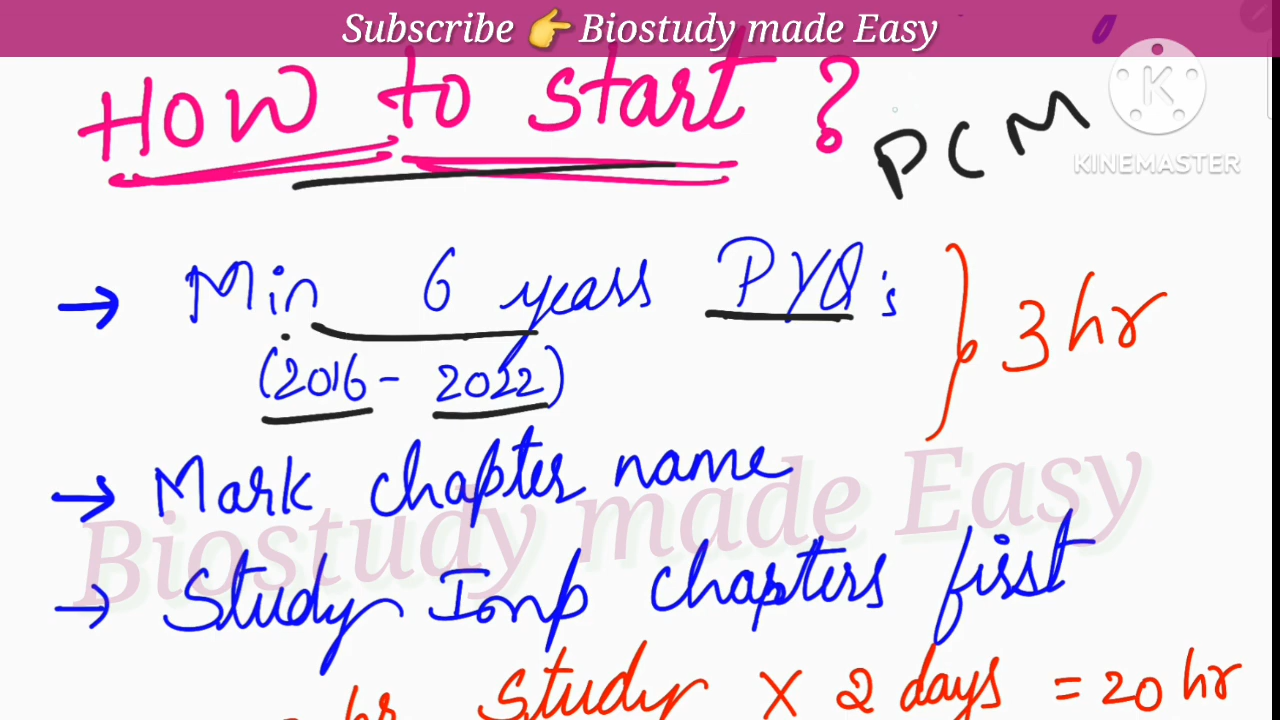 Subscribe 👉 Biostudy made Easy
How to start ?
PCM
KINEMASTER
→ Min 6 years PYQ's
(2016 - 2022)
3 hr
→ Mark chapter name
Biostudy made Easy
→ Study Imp chapters first
hr study X 2 days = 20 hr